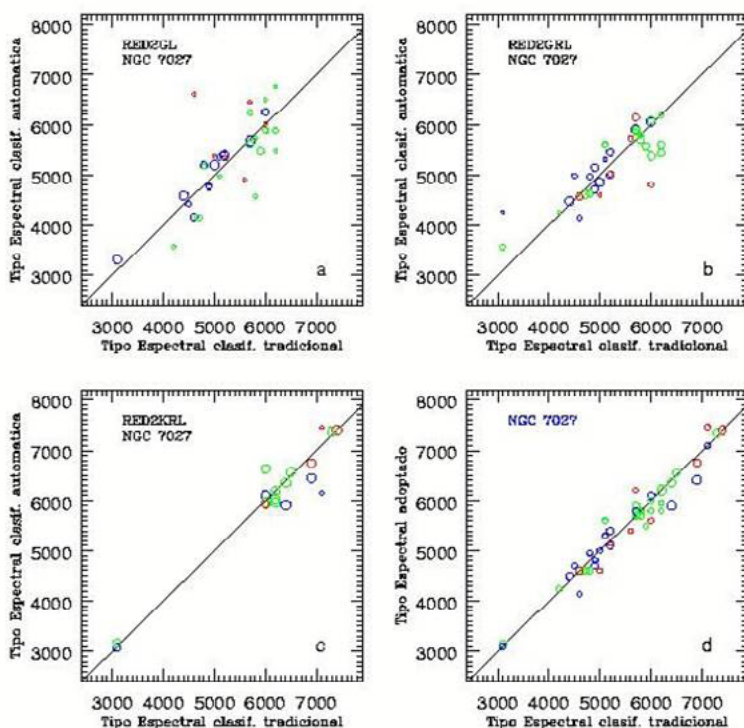 8000
7000
6000
5000
4000
3000
Tipo Espectral clasif. automatica
RED2GL
NGC 7027
a
3000 4000 5000 6000 7000
Tipo Espectral clasif. tradicional
8000
7000
6000
5000
4000
3000
Tipo Espectral clasif. automatica
RED2GRL
NGC 7027
b
3000 4000 5000 6000 7000
Tipo Espectral clasif. tradicional
8000
7000
6000
5000
4000
3000
Tipo Espectral clasif. automatica
RED2KRL
NGC 7027
c
3000 4000 5000 6000 7000
Tipo Espectral clasif. tradicional
8000
7000
6000
5000
4000
3000
Tipo Espectral adoptado
NGC 7027
d
3000 4000 5000 6000 7000
Tipo Espectral clasif. tradicional